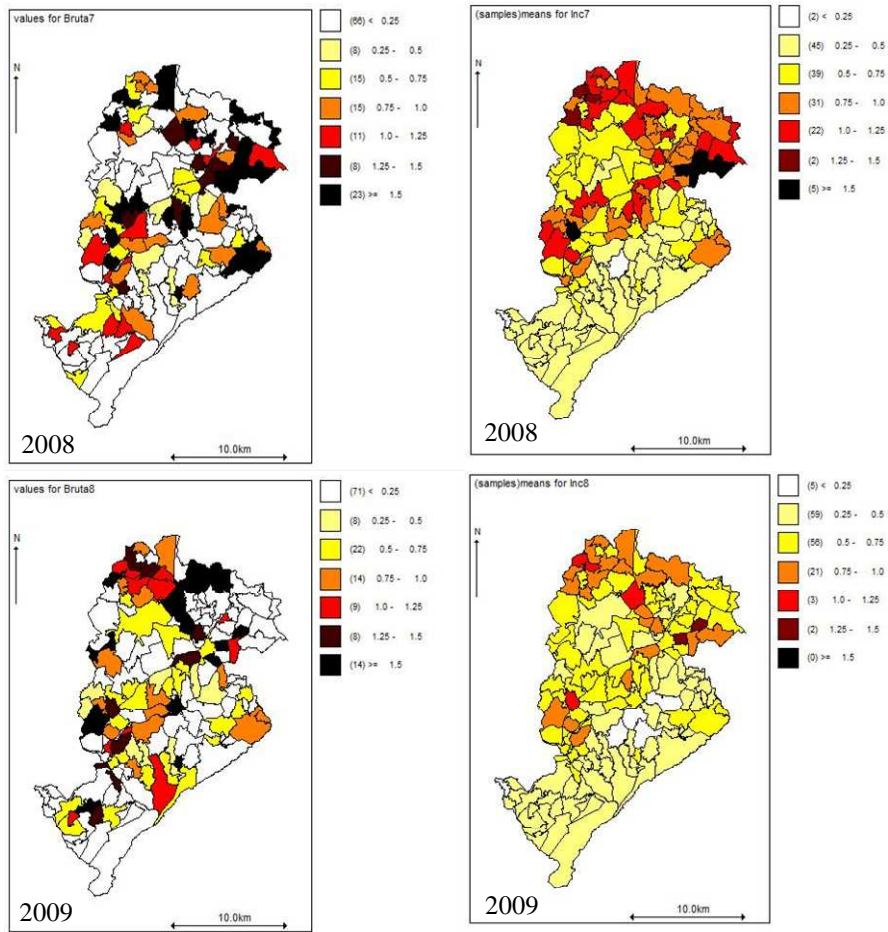 values for Bruta7
(66) < 0.25
(8) 0.25 - 0.5
(15) 0.5 - 0.75
(15) 0.75 - 1.0
(11) 1.0 - 1.25
(8) 1.25 - 1.5
(23) >= 1.5
N
10.0km
2008
(samples)means for Inc7
(2) < 0.25
(45) 0.25 - 0.5
(39) 0.5 - 0.75
(31) 0.75 - 1.0
(22) 1.0 - 1.25
(2) 1.25 - 1.5
(5) >= 1.5
N
10.0km
2008
values for Bruta8
(71) < 0.25
(8) 0.25 - 0.5
(22) 0.5 - 0.75
(14) 0.75 - 1.0
(9) 1.0 - 1.25
(8) 1.25 - 1.5
(14) >= 1.5
N
10.0km
2009
(samples)means for Inc8
(5) < 0.25
(59) 0.25 - 0.5
(56) 0.5 - 0.75
(21) 0.75 - 1.0
(3) 1.0 - 1.25
(2) 1.25 - 1.5
(0) >= 1.5
N
10.0km
2009